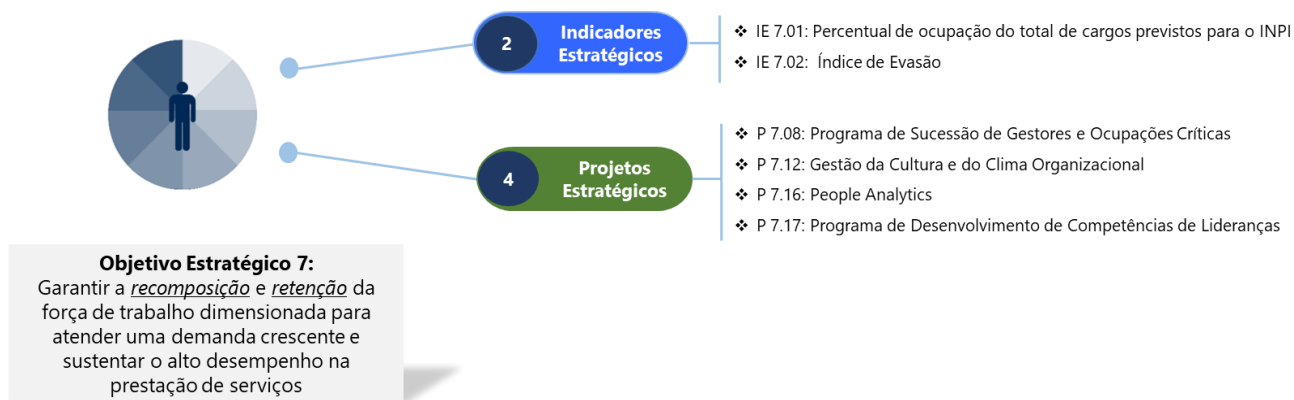 2
Indicadores
Estratégicos
❖ IE 7.01: Percentual de ocupação do total de cargos previstos para o INPI
❖ IE 7.02: Índice de Evasão
4
Projetos
Estratégicos
❖ P 7.08: Programa de Sucessão de Gestores e Ocupações Críticas
❖ P 7.12: Gestão da Cultura e do Clima Organizacional
❖ P 7.16: People Analytics
❖ P 7.17: Programa de Desenvolvimento de Competências de Lideranças
Objetivo Estratégico 7:
Garantir a recomposição e retenção da
força de trabalho dimensionada para
atender uma demanda crescente e
sustentar o alto desempenho na
prestação de serviços